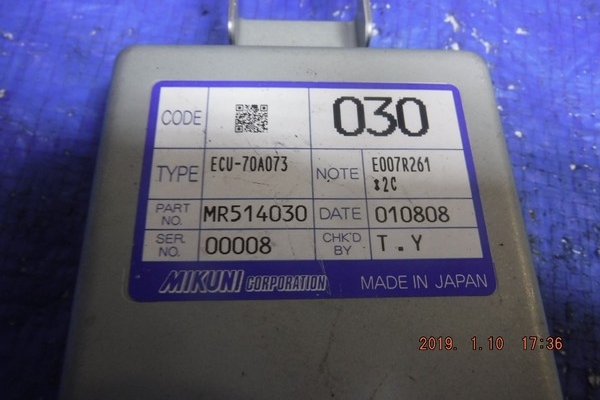 CODE 030
TYPE ECU-70A073 NOTE E007R261
*2C
PART NO. MR514030 DATE 010808
SER. NO. 00008 CHK'D BY T.Y
MIKUNI CORPORATION MADE IN JAPAN
2019. 1.10 17:36